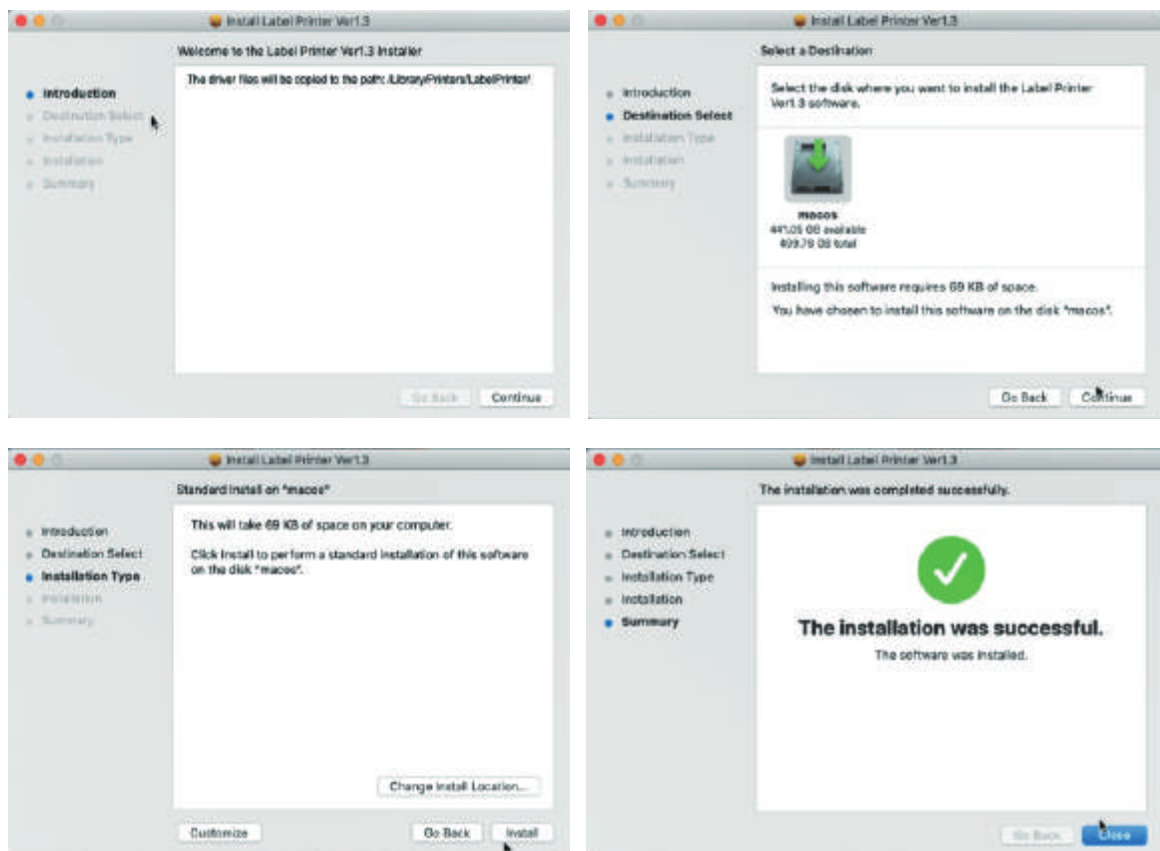 Install Label Printer Ver1.3
Welcome to the Label Printer Ver1.3 Installer
Introduction
Destination Select
Installation Type
Installation
Summary
The driver files will be copied to the path: /Library/Printers/LabelPrinter/
Go Back
Continue
Install Label Printer Ver1.3
Select a Destination
Introduction
Destination Select
Installation Type
Installation
Summary
Select the disk where you want to install the Label Printer
Ver1.3 software.
macos
441.05 GB available
499.78 GB total
Installing this software requires 69 KB of space.
You have chosen to install this software on the disk "macos".
Go Back
Continue
Install Label Printer Ver1.3
Standard Install on "macos"
Introduction
Destination Select
Installation Type
Installation
Summary
This will take 69 KB of space on your computer.
Click Install to perform a standard installation of this software
on the disk "macos".
Change Install Location...
Customize
Go Back
Install
Install Label Printer Ver1.3
The installation was completed successfully.
Introduction
Destination Select
Installation Type
Installation
Summary
The installation was successful.
The software was installed.
Go Back
Close